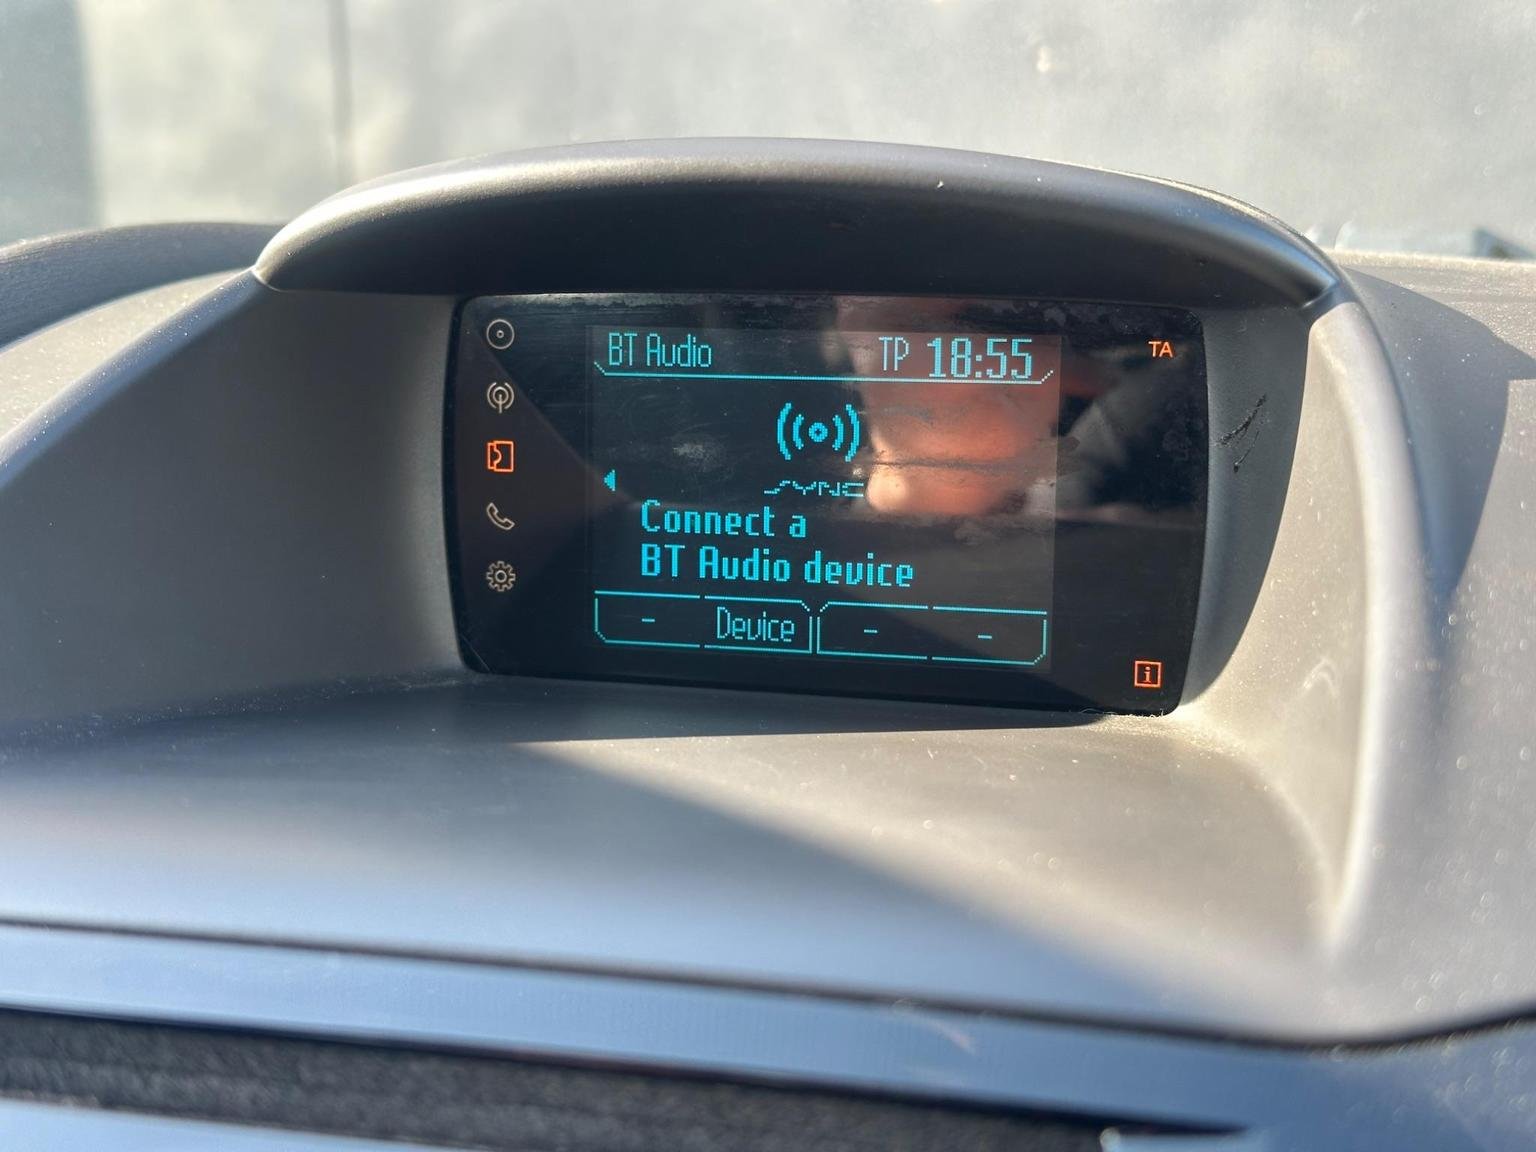 BT Audio TP 18:55
TA
SYNC
Connect a
BT Audio device
- Device - -
i